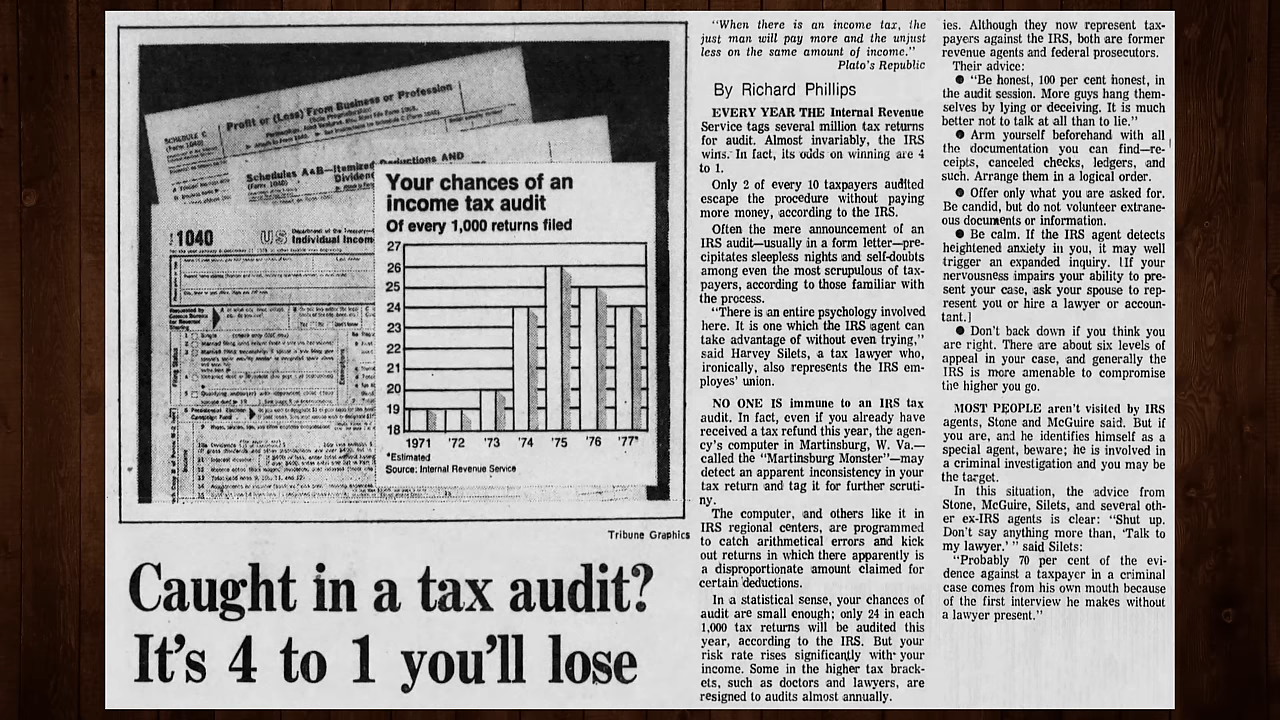 SCHEDULE C
(Form 1040)
Profit or (Loss) From Business or Profession
(Sole Proprietorship)
Schedules A&B—Itemized Deductions AND
(Form 1040)
Dividend
1040
US
Individual Income
Your chances of an
income tax audit
Of every 1,000 returns filed
27
26
25
24
23
22
21
20
19
18
1971 '72 '73 '74 '75 '76 '77*
*Estimated
Source: Internal Revenue Service
Tribune Graphics
Caught in a tax audit?
It's 4 to 1 you'll lose
"When there is an income tax, the
just man will pay more and the unjust
less on the same amount of income."
Plato's Republic
By Richard Phillips
EVERY YEAR THE Internal Revenue
Service tags several million tax returns
for audit. Almost invariably, the IRS
wins. In fact, its odds on winning are 4
to 1.
Only 2 of every 10 taxpayers audited
escape the procedure without paying
more money, according to the IRS.
Often the mere announcement of an
IRS audit—usually in a form letter—pre-
cipitates sleepless nights and self-doubts
among even the most scrupulous of tax-
payers, according to those familiar with
the process.
"There is an entire psychology involved
here. It is one which the IRS agent can
take advantage of without even trying,"
said Harvey Silets, a tax lawyer who,
ironically, also represents the IRS em-
ployes' union.
NO ONE IS immune to an IRS tax
audit. In fact, even if you already have
received a tax refund this year, the agen-
cy's computer in Martinsburg, W. Va.—
called the "Martinsburg Monster"—may
detect an apparent inconsistency in your
tax return and tag it for further scruti-
ny.
The computer, and others like it in
IRS regional centers, are programmed
to catch arithmetical errors and kick
out returns in which there apparently is
a disproportionate amount claimed for
certain deductions.
In a statistical sense, your chances of
audit are small enough; only 24 in each
1,000 tax returns will be audited this
year, according to the IRS. But your
risk rate rises significantly with your
income. Some in the higher tax brack-
ets, such as doctors and lawyers, are
resigned to audits almost annually.
ies. Although they now represent tax-
payers against the IRS, both are former
revenue agents and federal prosecutors.
Their advice:
● "Be honest, 100 per cent honest, in
the audit session. More guys hang them-
selves by lying or deceiving. It is much
better not to talk at all than to lie."
● Arm yourself beforehand with all
the documentation you can find—re-
ceipts, canceled checks, ledgers, and
such. Arrange them in a logical order.
● Offer only what you are asked for.
Be candid, but do not volunteer extrane-
ous documents or information.
● Be calm. If the IRS agent detects
heightened anxiety in you, it may well
trigger an expanded inquiry. [If your
nervousness impairs your ability to pre-
sent your case, ask your spouse to rep-
resent you or hire a lawyer or accoun-
tant.]
● Don't back down if you think you
are right. There are about six levels of
appeal in your case, and generally the
IRS is more amenable to compromise
the higher you go.
MOST PEOPLE aren't visited by IRS
agents, Stone and McGuire said. But if
you are, and he identifies himself as a
special agent, beware; he is involved in
a criminal investigation and you may be
the target.
In this situation, the advice from
Stone, McGuire, Silets, and several oth-
er ex-IRS agents is clear: "Shut up.
Don't say anything more than, 'Talk to
my lawyer.' " said Silets:
"Probably 70 per cent of the evi-
dence against a taxpayer in a criminal
case comes from his own mouth because
of the first interview he makes without
a lawyer present."